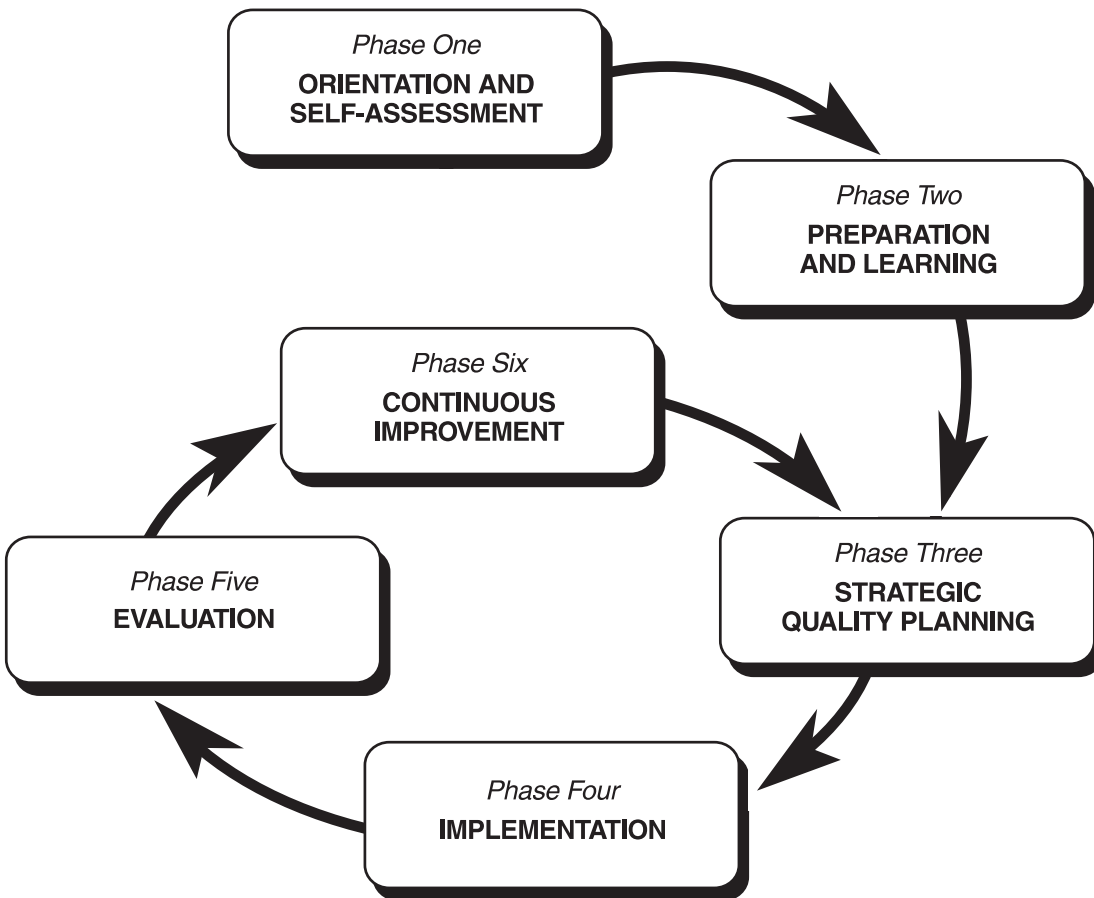 Phase One
ORIENTATION AND
SELF-ASSESSMENT
Phase Two
PREPARATION
AND LEARNING
Phase Three
STRATEGIC
QUALITY PLANNING
Phase Four
IMPLEMENTATION
Phase Five
EVALUATION
Phase Six
CONTINUOUS
IMPROVEMENT